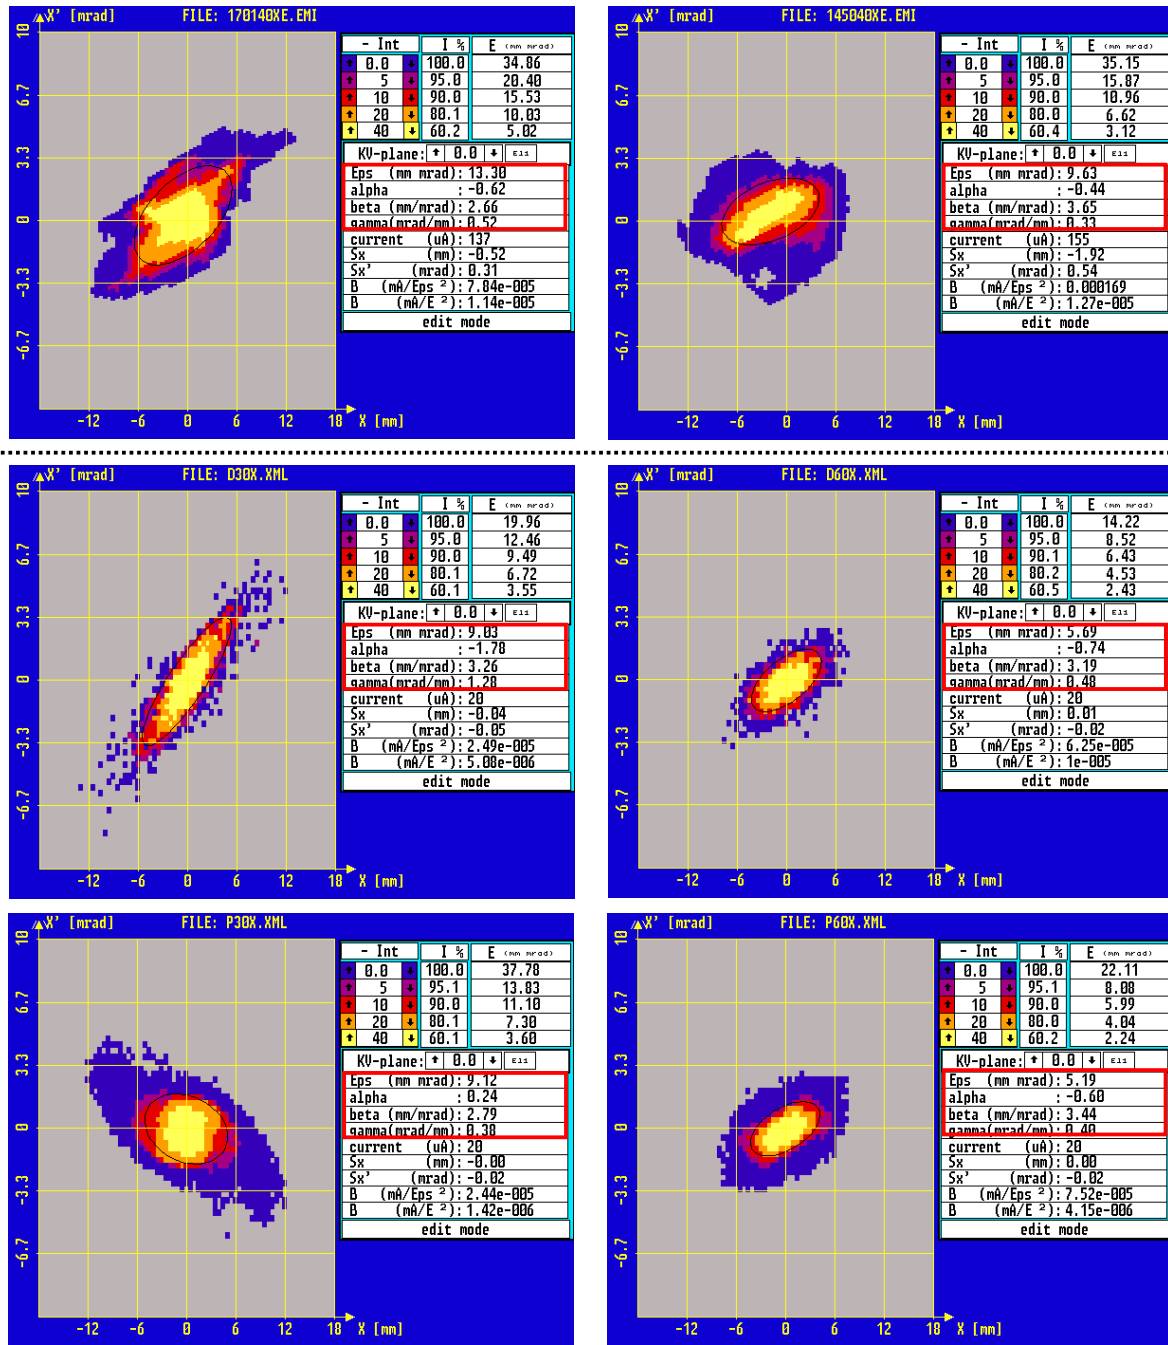 X' [mrad] FILE: 170140XE.EMI
10
6.7
3.3
0
-3.3
-6.7
-12 -6 0 6 12 18 X [mm]
- Int I % E (mm mrad)
0.0 100.0 34.86
5 95.0 20.40
10 90.0 15.53
20 80.1 10.03
40 60.2 5.02
KV-plane: 0.0 Eli
Eps (mm mrad): 13.30
alpha : -0.62
beta (mm/mrad): 2.66
gamma(mrad/mm): 0.52
current (uA): 137
Sx (mm): -0.52
Sx' (mrad): 0.31
B (mA/Eps ²): 7.84e-005
B (mA/E ²): 1.14e-005
edit mode
X' [mrad] FILE: 145040XE.EMI
10
6.7
3.3
0
-3.3
-6.7
-12 -6 0 6 12 18 X [mm]
- Int I % E (mm mrad)
0.0 100.0 35.15
5 95.0 15.87
10 90.0 10.96
20 80.0 6.62
40 60.4 3.12
KV-plane: 0.0 Eli
Eps (mm mrad): 9.63
alpha : -0.44
beta (mm/mrad): 3.65
gamma(mrad/mm): 0.33
current (uA): 155
Sx (mm): -1.92
Sx' (mrad): 0.54
B (mA/Eps ²): 0.000169
B (mA/E ²): 1.27e-005
edit mode
X' [mrad] FILE: D30X.XML
10
6.7
3.3
0
-3.3
-6.7
-12 -6 0 6 12 18 X [mm]
- Int I % E (mm mrad)
0.0 100.0 19.96
5 95.0 12.46
10 90.0 9.49
20 80.1 6.72
40 60.1 3.55
KV-plane: 0.0 Eli
Eps (mm mrad): 9.03
alpha : -1.78
beta (mm/mrad): 3.26
gamma(mrad/mm): 1.28
current (uA): 20
Sx (mm): -0.04
Sx' (mrad): -0.05
B (mA/Eps ²): 2.49e-005
B (mA/E ²): 5.08e-006
edit mode
X' [mrad] FILE: D60X.XML
10
6.7
3.3
0
-3.3
-6.7
-12 -6 0 6 12 18 X [mm]
- Int I % E (mm mrad)
0.0 100.0 14.22
5 95.0 8.52
10 90.1 6.43
20 80.2 4.53
40 60.5 2.43
KV-plane: 0.0 Eli
Eps (mm mrad): 5.69
alpha : -0.74
beta (mm/mrad): 3.19
gamma(mrad/mm): 0.48
current (uA): 20
Sx (mm): 0.01
Sx' (mrad): -0.02
B (mA/Eps ²): 6.25e-005
B (mA/E ²): 1e-005
edit mode
X' [mrad] FILE: P30X.XML
10
6.7
3.3
0
-3.3
-6.7
-12 -6 0 6 12 18 X [mm]
- Int I % E (mm mrad)
0.0 100.0 37.78
5 95.1 13.83
10 90.0 11.10
20 80.1 7.30
40 60.1 3.60
KV-plane: 0.0 Eli
Eps (mm mrad): 9.12
alpha : 0.24
beta (mm/mrad): 2.79
gamma(mrad/mm): 0.38
current (uA): 20
Sx (mm): -0.00
Sx' (mrad): -0.02
B (mA/Eps ²): 2.44e-005
B (mA/E ²): 1.42e-006
edit mode
X' [mrad] FILE: P60X.XML
10
6.7
3.3
0
-3.3
-6.7
-12 -6 0 6 12 18 X [mm]
- Int I % E (mm mrad)
0.0 100.0 22.11
5 95.1 8.08
10 90.0 5.99
20 80.0 4.04
40 60.2 2.24
KV-plane: 0.0 Eli
Eps (mm mrad): 5.19
alpha : -0.60
beta (mm/mrad): 3.44
gamma(mrad/mm): 0.40
current (uA): 20
Sx (mm): 0.00
Sx' (mrad): -0.02
B (mA/Eps ²): 7.52e-005
B (mA/E ²): 4.15e-006
edit mode